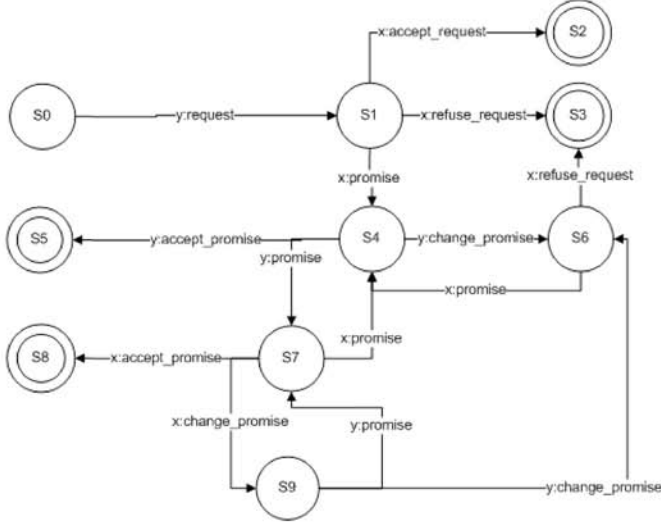 x:accept_request
S2
S0
y:request
S1
x:refuse_request
S3
x:promise
x:refuse_request
S5
y:accept_promise
S4
y:change_promise
S6
y:promise
x:promise
x:promise
S8
x:accept_promise
S7
x:change_promise
y:promise
S9
y:change_promise